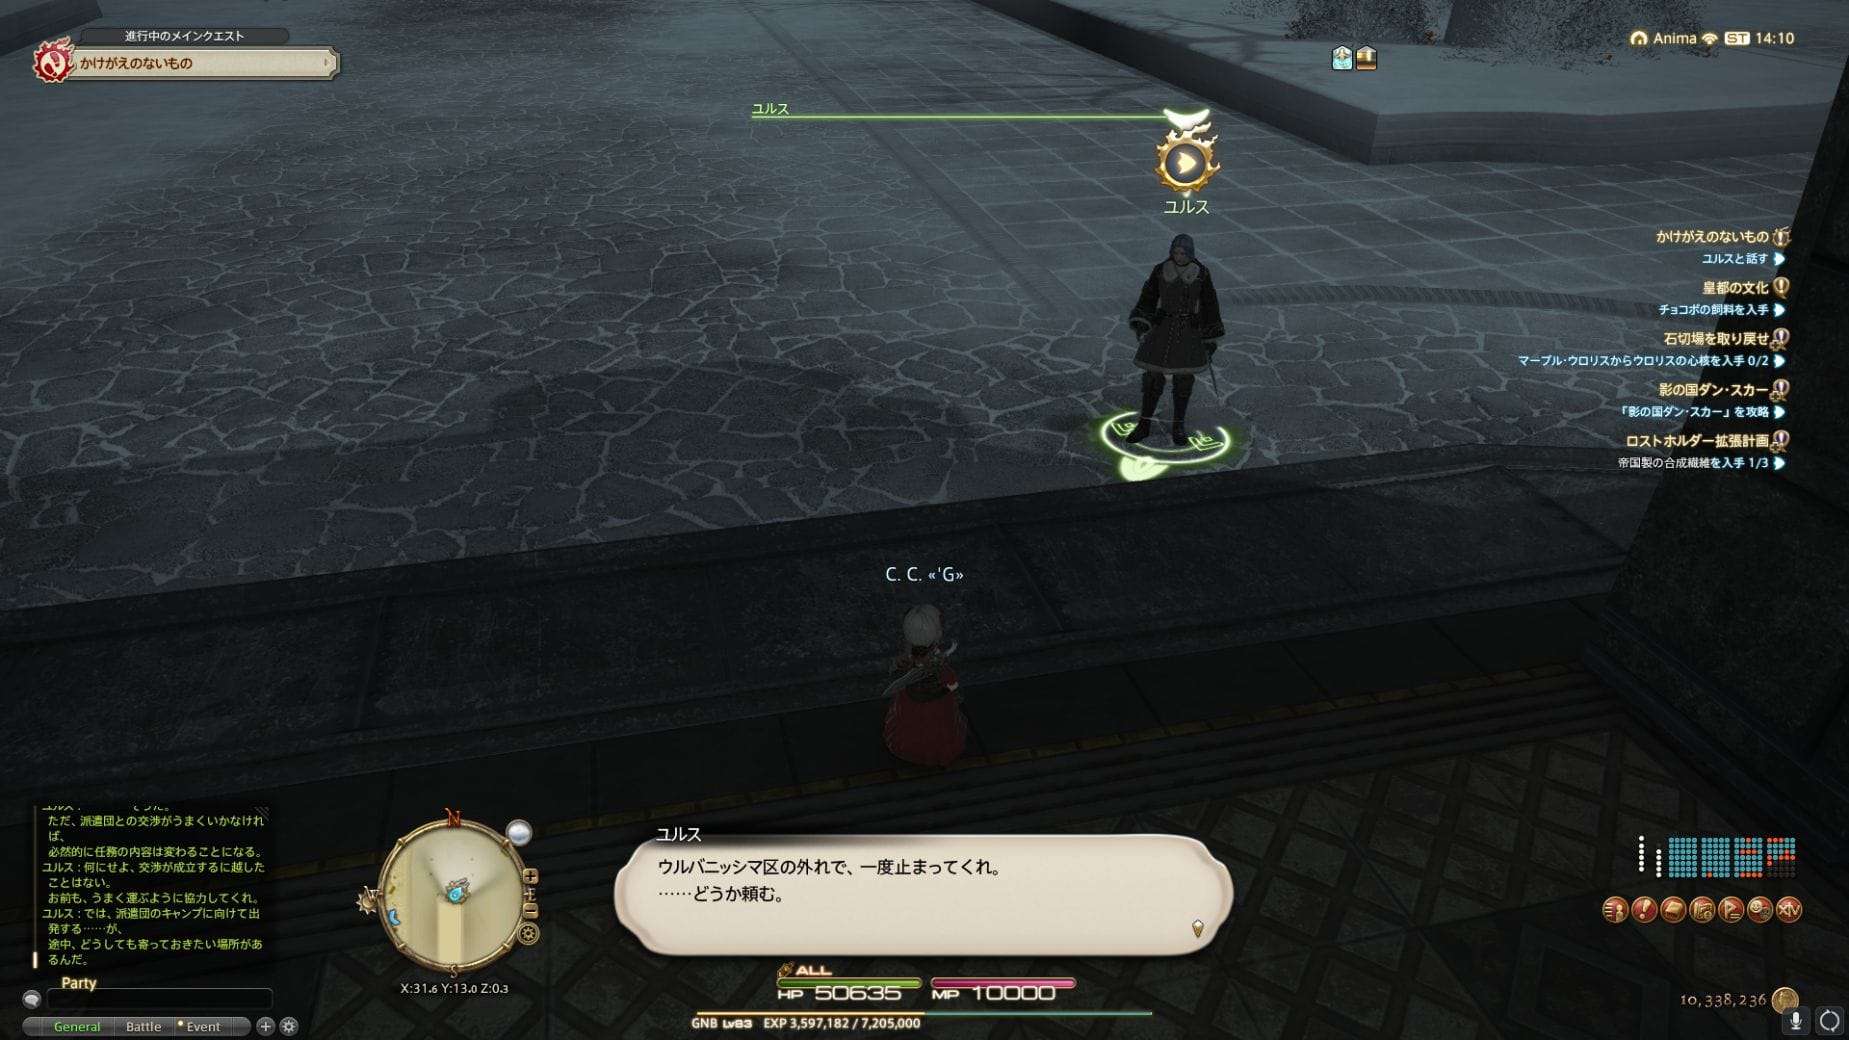 進行中のメインクエスト
かけがえのないもの
Anima ST 14:10
ユルス
ユルス
かけがえのないもの
ユルスと話す
皇都の文化
チョコボの飼料を入手
石切場を取り戻せ
マーブル・ウロリスからウロリスの心核を入手 0/2
影の国ダン・スカー
「影の国ダン・スカー」を攻略
ロストホルダー拡張計画
帝国製の合成繊維を入手 1/3
C. C. «'G»
ただ、派遣団との交渉がうまくいかなけれ
ば、
必然的に任務の内容は変わることになる。
ユルス：何にせよ、交渉が成立するに越した
ことはない。
お前も、うまく運ぶように協力してくれ。
ユルス：では、派遣団のキャンプに向けて出
発する……が、
途中、どうしても寄っておきたい場所があ
るんだ。
Party
General Battle Event
N
E
S
X:31.6 Y:13.0 Z:0.3
ユルス
ウルバニッシマ区の外れで、一度止まってくれ。
……どうか頼む。
ALL
HP 50635 MP 10000
GNB Lv83 EXP 3,597,182 / 7,205,000
XIV
10,338,236